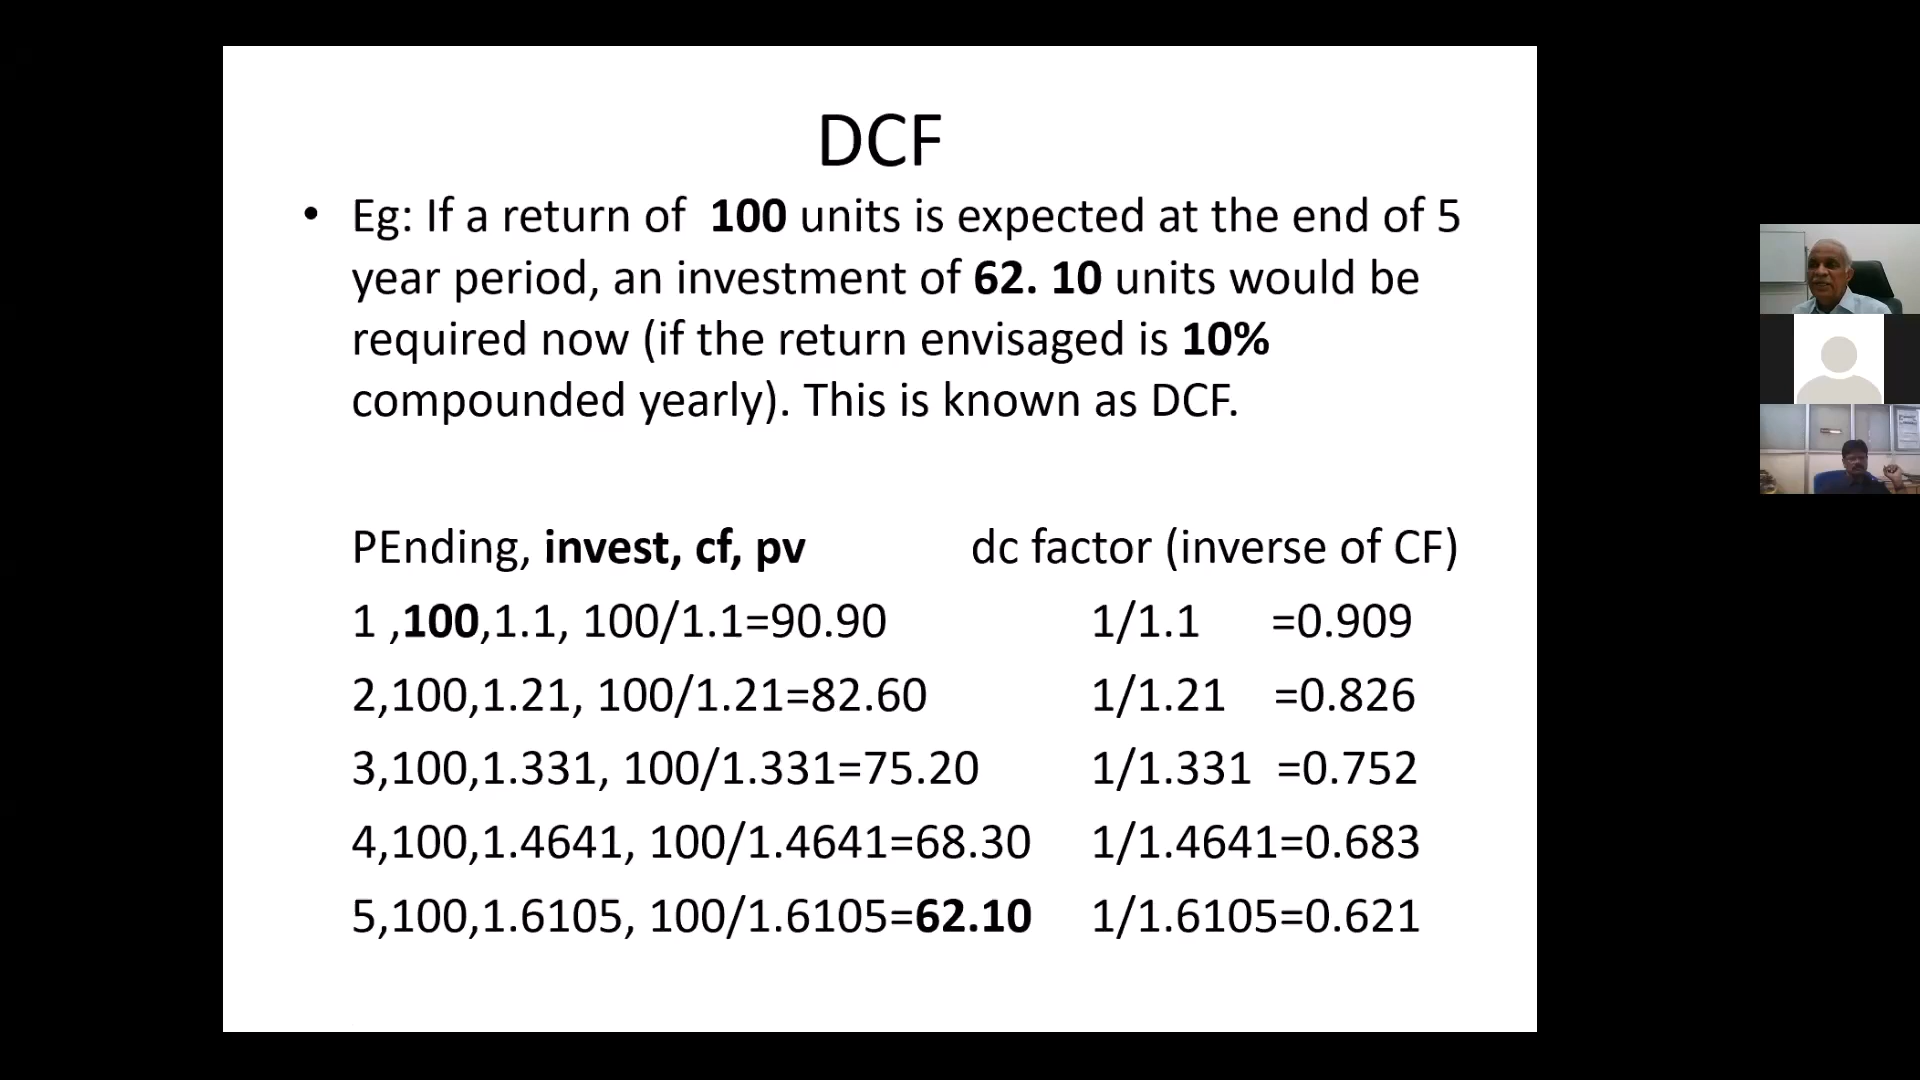 DCF
• Eg: If a return of 100 units is expected at the end of 5
year period, an investment of 62. 10 units would be
required now (if the return envisaged is 10%
compounded yearly). This is known as DCF.
PEnding, invest, cf, pv dc factor (inverse of CF)
1 ,100,1.1, 100/1.1=90.90 1/1.1 =0.909
2,100,1.21, 100/1.21=82.60 1/1.21 =0.826
3,100,1.331, 100/1.331=75.20 1/1.331 =0.752
4,100,1.4641, 100/1.4641=68.30 1/1.4641=0.683
5,100,1.6105, 100/1.6105=62.10 1/1.6105=0.621